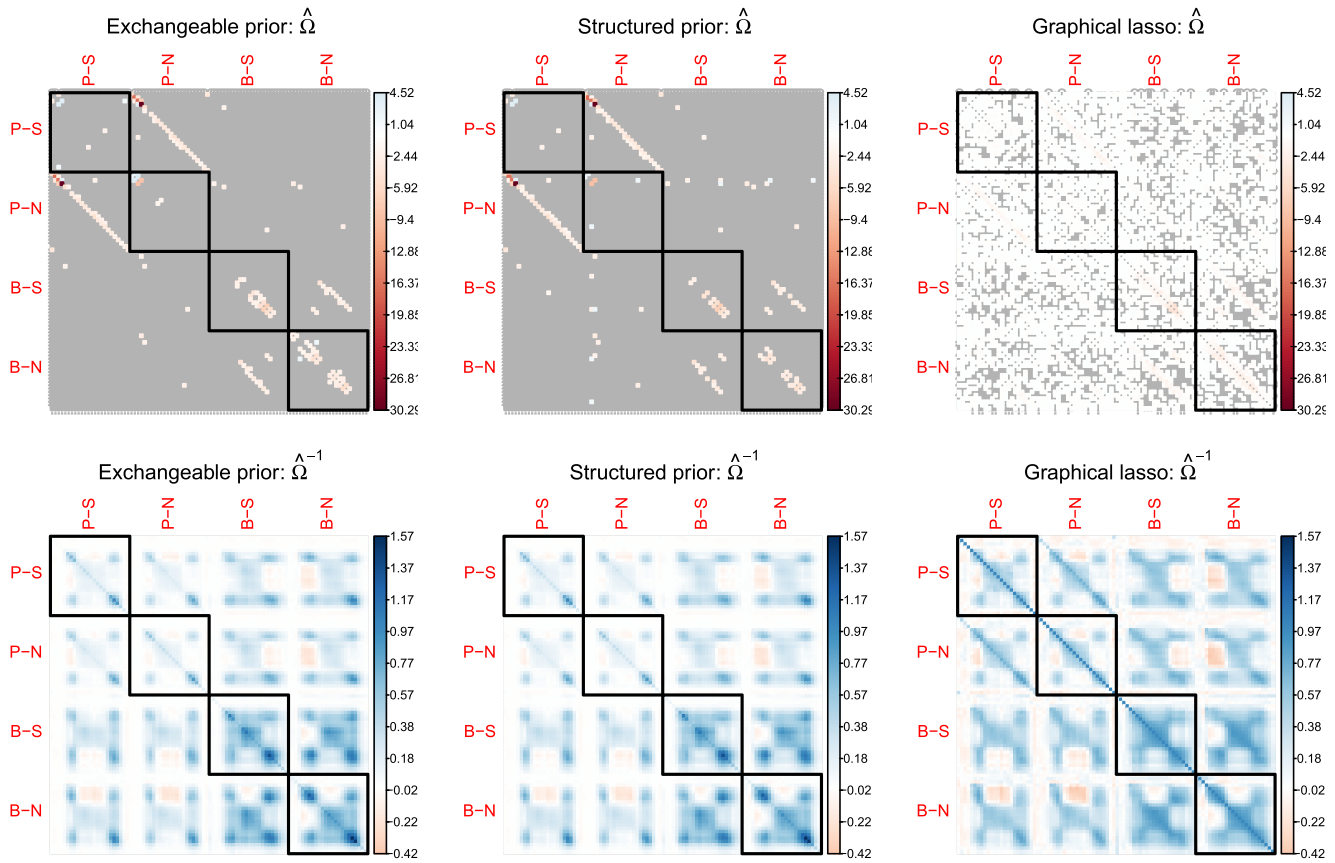 Exchangeable prior: Ω̂
P−S P−N B−S B−N
P−S
P−N
B−S
B−N
4.52
1.04
2.44
5.92
9.4
12.88
16.37
19.85
23.33
26.81
30.29
Structured prior: Ω̂
P−S P−N B−S B−N
P−S
P−N
B−S
B−N
4.52
1.04
2.44
5.92
9.4
12.88
16.37
19.85
23.33
26.81
30.29
Graphical lasso: Ω̂
P−S P−N B−S B−N
P−S
P−N
B−S
B−N
4.52
1.04
2.44
5.92
9.4
12.88
16.37
19.85
23.33
26.81
30.29
Exchangeable prior: Ω̂⁻¹
P−S P−N B−S B−N
P−S
P−N
B−S
B−N
1.57
1.37
1.17
0.97
0.77
0.57
0.38
0.18
0.02
0.22
0.42
Structured prior: Ω̂⁻¹
P−S P−N B−S B−N
P−S
P−N
B−S
B−N
1.57
1.37
1.17
0.97
0.77
0.57
0.38
0.18
0.02
0.22
0.42
Graphical lasso: Ω̂⁻¹
P−S P−N B−S B−N
P−S
P−N
B−S
B−N
1.57
1.37
1.17
0.97
0.77
0.57
0.38
0.18
0.02
0.22
0.42